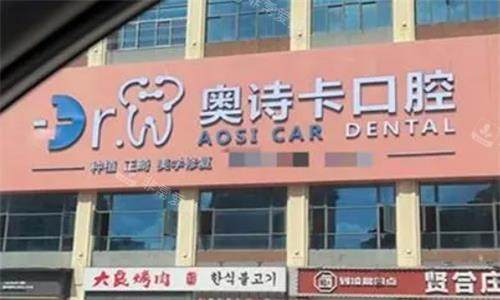 Dr.W 奥诗卡口腔
AOSI CAR DENTAL
种植 正畸 美学修复
大良烤肉 한식불고기
贤合庄